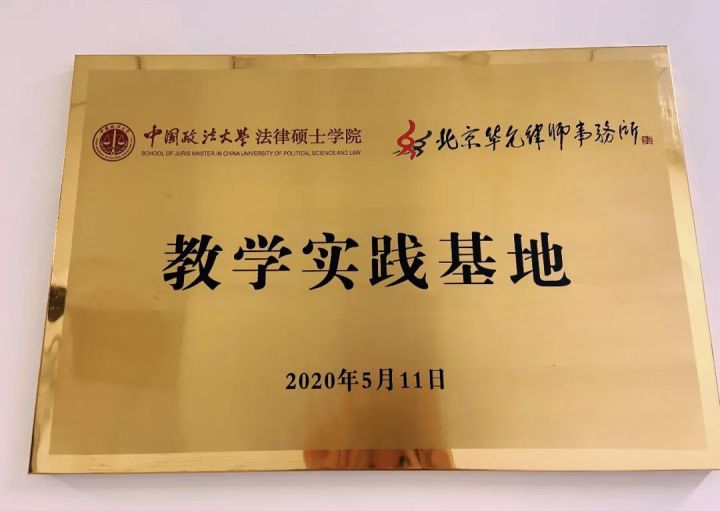 中国政法大学 法律硕士学院
SCHOOL OF JURIS MASTER IN CHINA UNIVERSITY OF POLITICAL SCIENCE AND LAW
北京华允律师事務所
教学实践基地
2020年5月11日